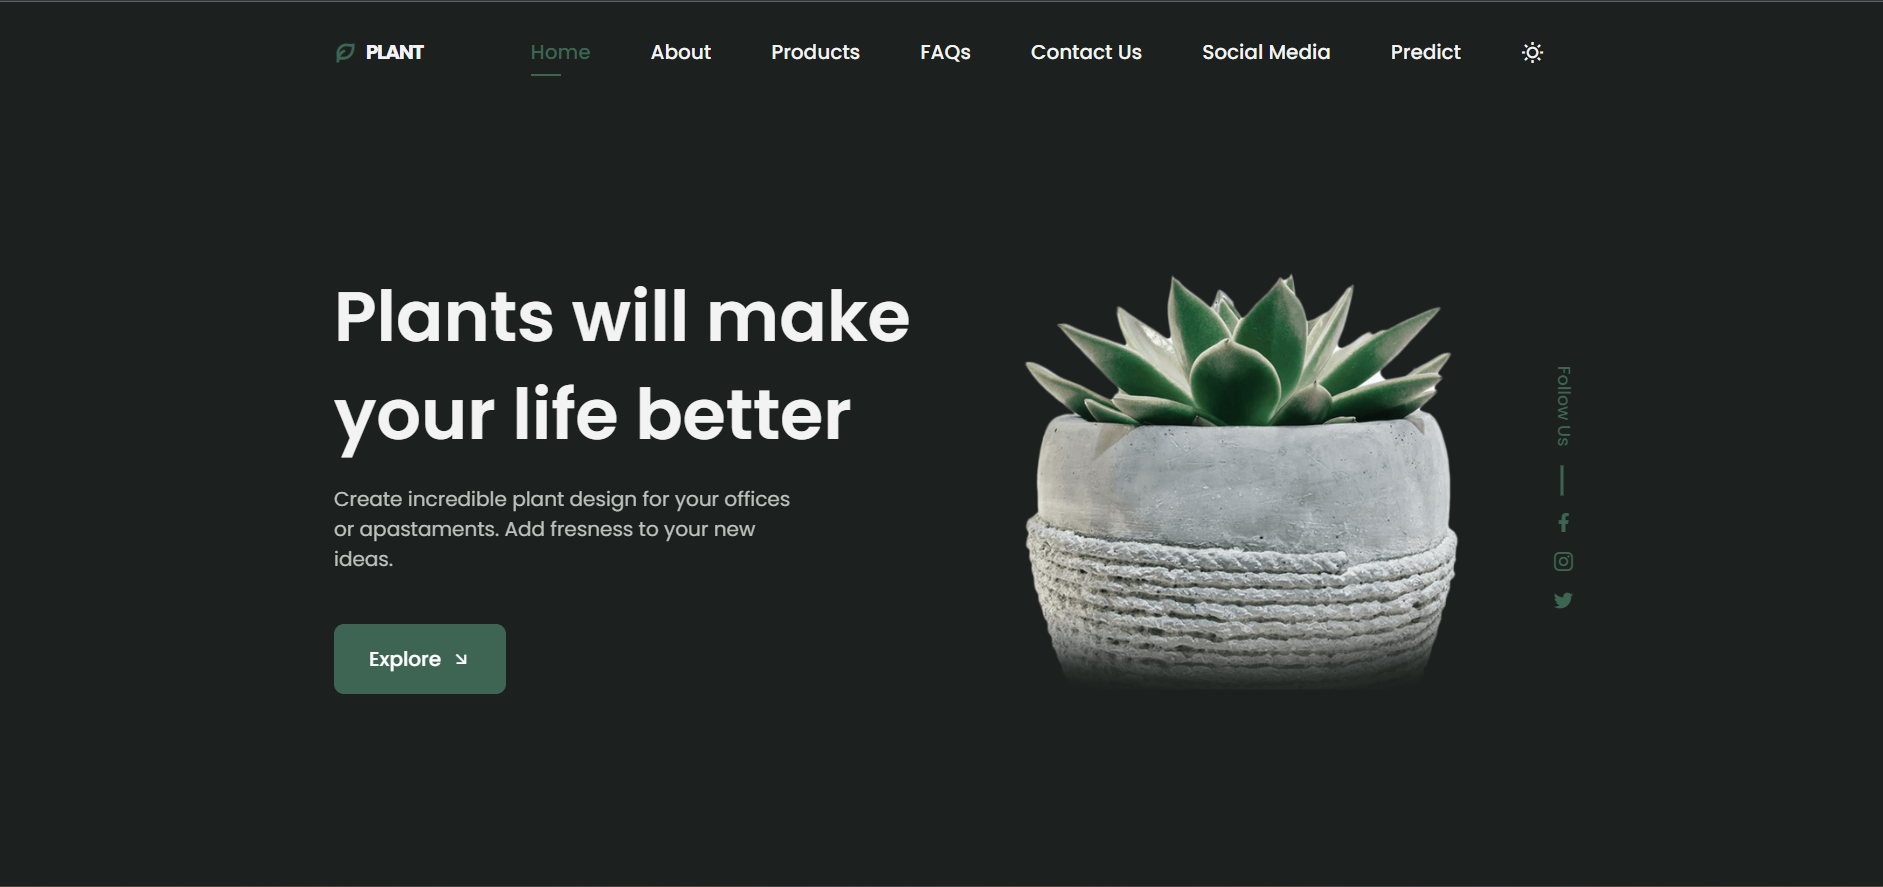 PLANT
Home
About
Products
FAQs
Contact Us
Social Media
Predict
Plants will make
your life better
Create incredible plant design for your offices
or apastaments. Add fresness to your new
ideas.
Explore
Follow Us